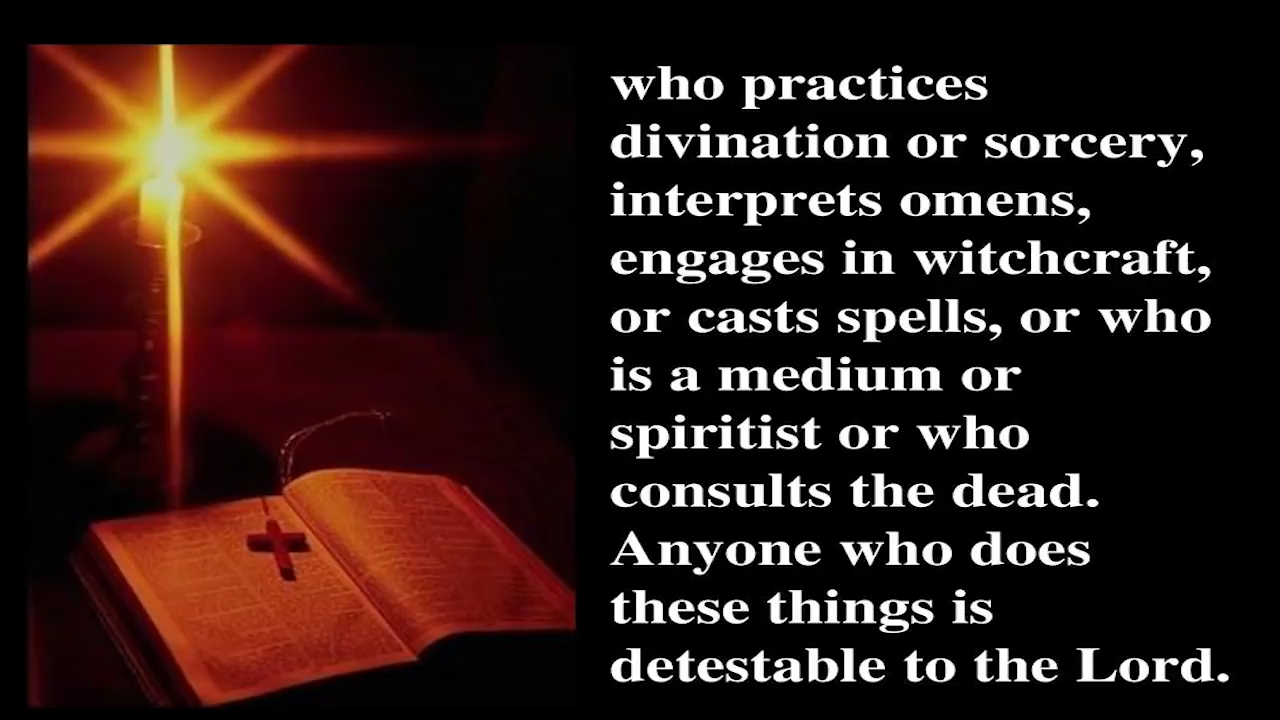 who practices
divination or sorcery,
interprets omens,
engages in witchcraft,
or casts spells, or who
is a medium or
spiritist or who
consults the dead.
Anyone who does
these things is
detestable to the Lord.